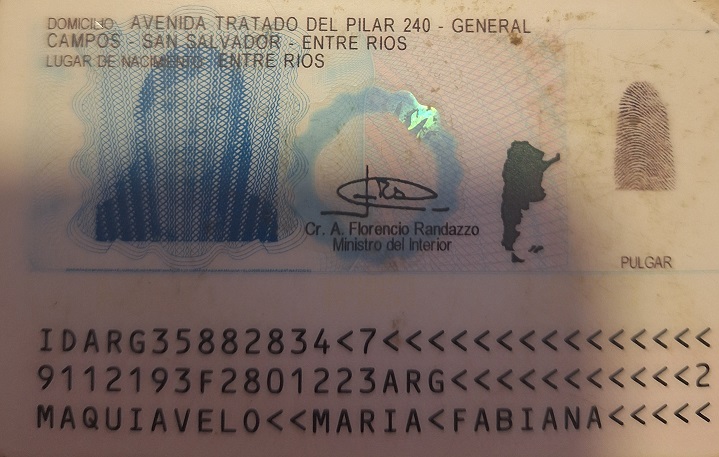 DOMICILIO: AVENIDA TRATADO DEL PILAR 240 - GENERAL
CAMPOS - SAN SALVADOR - ENTRE RIOS
LUGAR DE NACIMIENTO: ENTRE RIOS
Cr. A. Florencio Randazzo
Ministro del Interior
PULGAR
IDARG35882834<7<<<<<<<<<<<<<<<
9112193F2801223ARG<<<<<<<<<<<2
MAQUIAVELO<<MARIA<FABIANA<<<<<